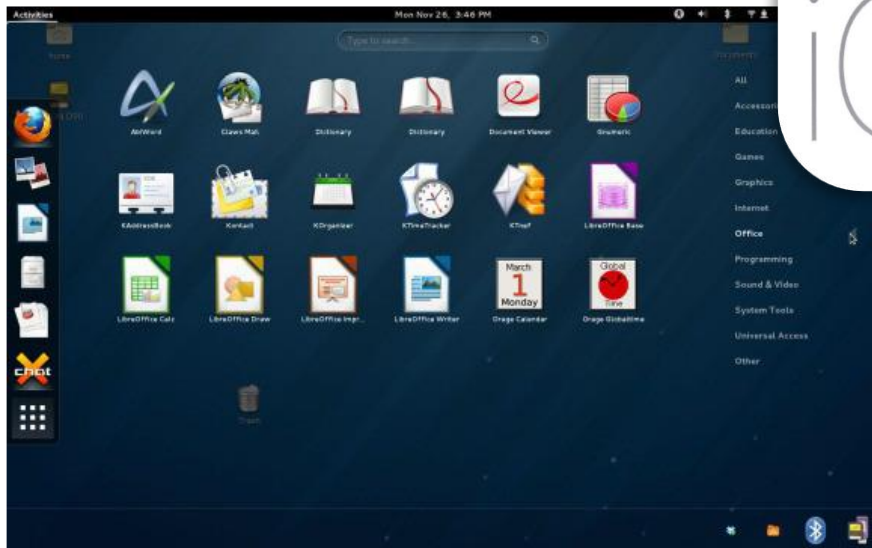 Activities
Mon Nov 26, 3:46 PM
Home
Type to search...
Documents
AbiWord
Claws Mail
Dictionary
Dictionary
Document Viewer
Gnumeric
KAddressBook
Kontact
KOrganizer
KTimeTracker
KTnef
LibreOffice Base
March
1
Monday
Global
Time
LibreOffice Calc
LibreOffice Draw
LibreOffice Impr...
LibreOffice Writer
Orage Calendar
Orage Globaltime
chat
Trash
All
Accessori
Education
Games
Graphics
Internet
Office
Programming
Sound & Video
System Tools
Universal Access
Other